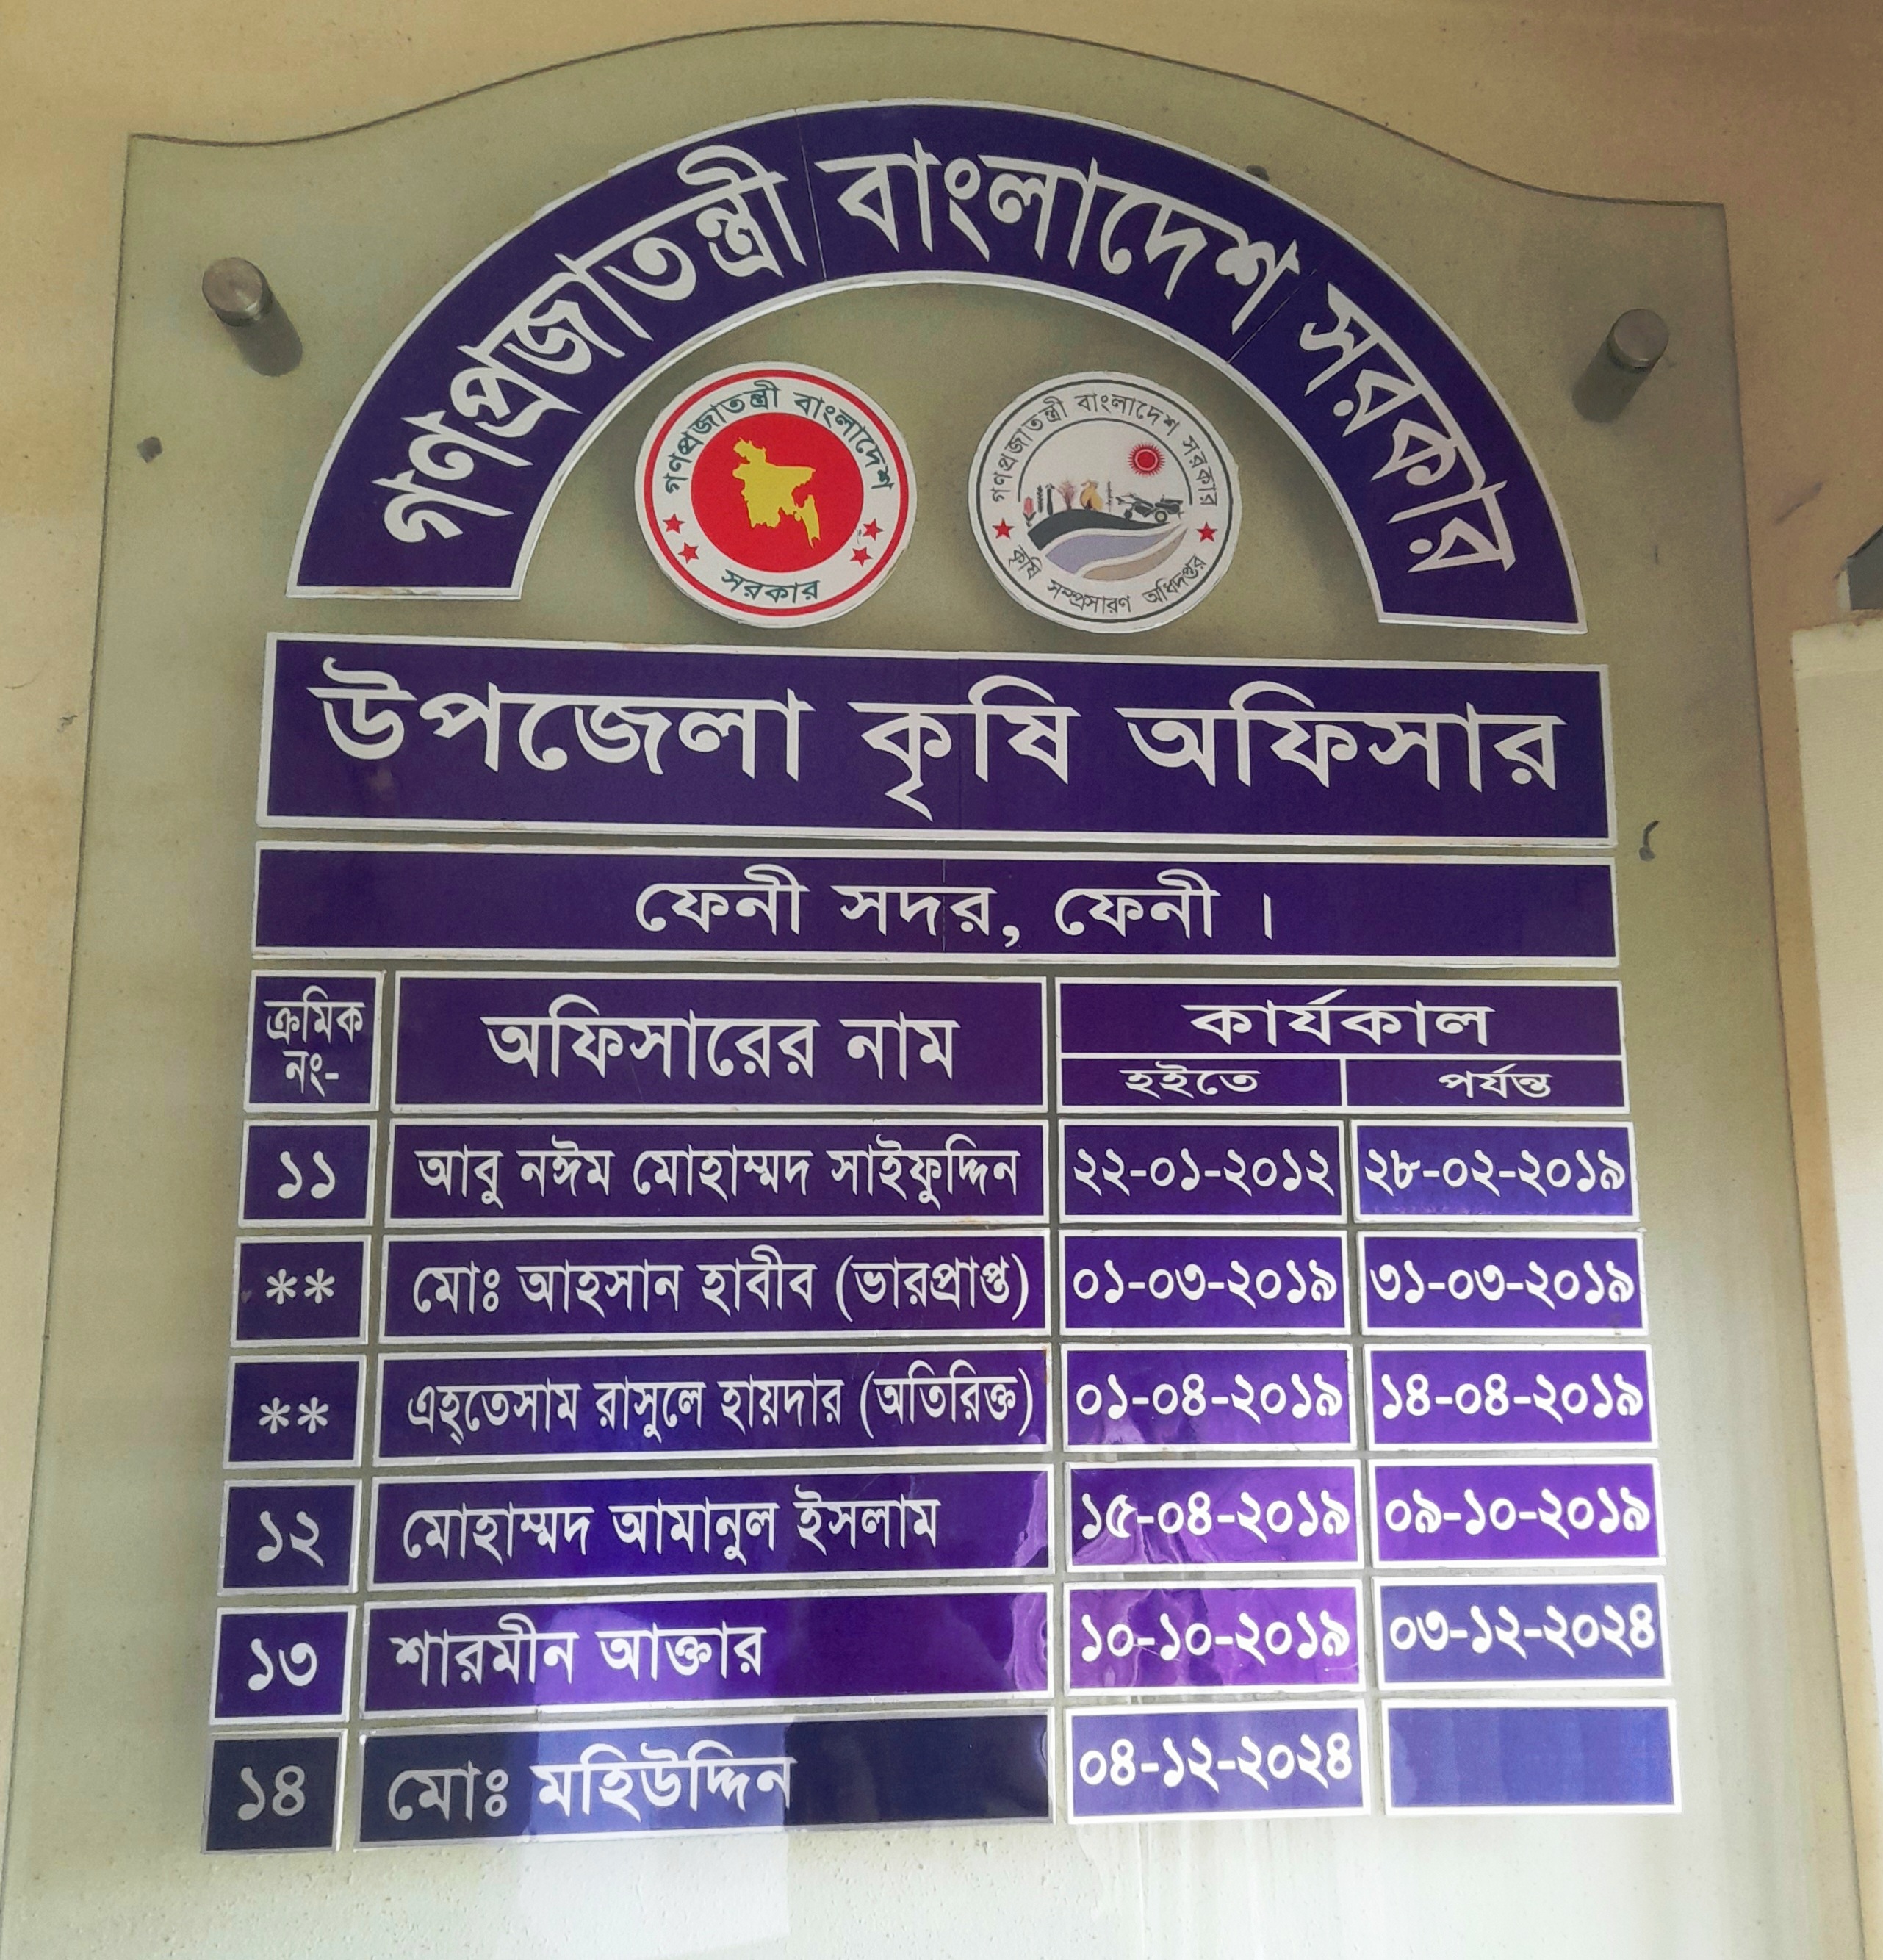 গণপ্রজাতন্ত্রী বাংলাদেশ সরকার
গণপ্রজাতন্ত্রী বাংলাদেশ
সরকার
গণপ্রজাতন্ত্রী বাংলাদেশ সরকার
কৃষি সম্প্রসারণ অধিদপ্তর
উপজেলা কৃষি অফিসার
ফেনী সদর, ফেনী ।
ক্রমিক নং- অফিসারের নাম কার্যকাল
হইতে পর্যন্ত
১১ আবু নঈম মোহাম্মদ সাইফুদ্দিন ২২-০১-২০১২ ২৮-০২-২০১৯
** মোঃ আহসান হাবীব (ভারপ্রাপ্ত) ০১-০৩-২০১৯ ৩১-০৩-২০১৯
** এহ্তেসাম রাসুলে হায়দার (অতিরিক্ত) ০১-০৪-২০১৯ ১৪-০৪-২০১৯
১২ মোহাম্মদ আমানুল ইসলাম ১৫-০৪-২০১৯ ০৯-১০-২০১৯
১৩ শারমীন আক্তার ১০-১০-২০১৯ ০৩-১২-২০২৪
১৪ মোঃ মহিউদ্দিন ০৪-১২-২০২৪